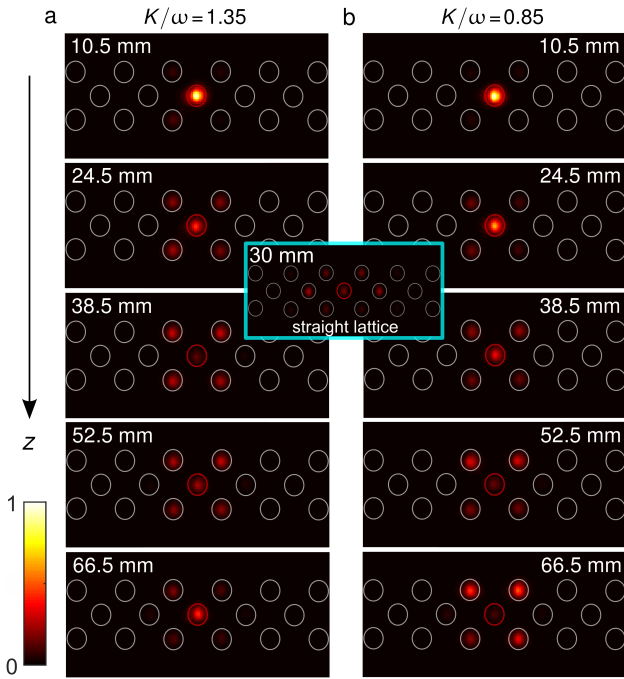 a K/ω=1.35 b K/ω=0.85
10.5 mm 10.5 mm
24.5 mm 24.5 mm
30 mm
straight lattice
38.5 mm 38.5 mm
z
52.5 mm 52.5 mm
1
66.5 mm 66.5 mm
0